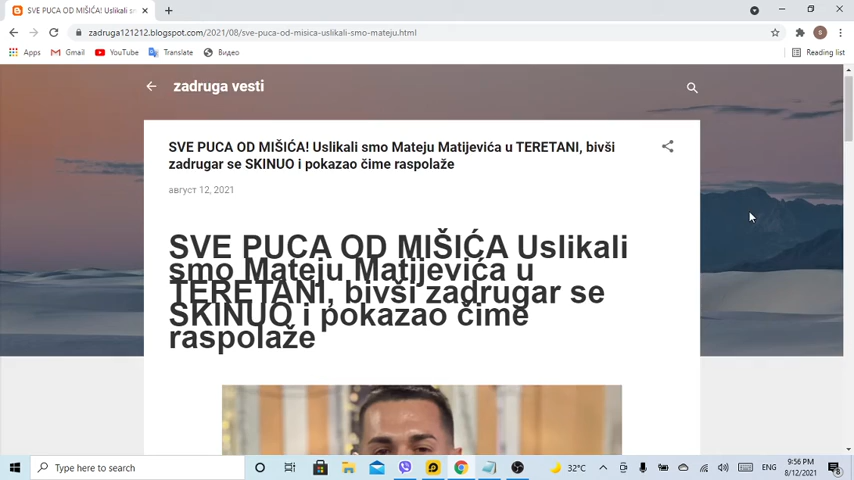 SVE PUCA OD MIŠIĆA! Uslikali smo
zadruga121212.blogspot.com/2021/08/sve-puca-od-misica-uslikali-smo-mateju.html
B
Apps Gmail YouTube Translate Видео Reading list
zadruga vesti
SVE PUCA OD MIŠIĆA! Uslikali smo Mateju Matijevića u TERETANI, bivši
zadrugar se SKINUO i pokazao čime raspolaže
август 12, 2021
SVE PUCA OD MIŠIĆA Uslikali
smo Mateju Matijevića u
TERETANI, bivši zadrugar se
SKINUO i pokazao čime
raspolaže
Type here to search
32°C
ENG
9:56 PM
8/12/2021